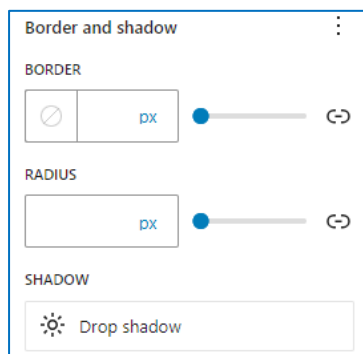 Border and shadow
BORDER
px
RADIUS
px
SHADOW
Drop shadow